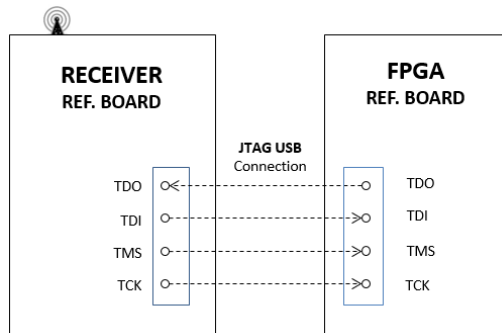 RECEIVER
REF. BOARD
FPGA
REF. BOARD
JTAG USB
Connection
TDO
TDO
TDI
TDI
TMS
TMS
TCK
TCK